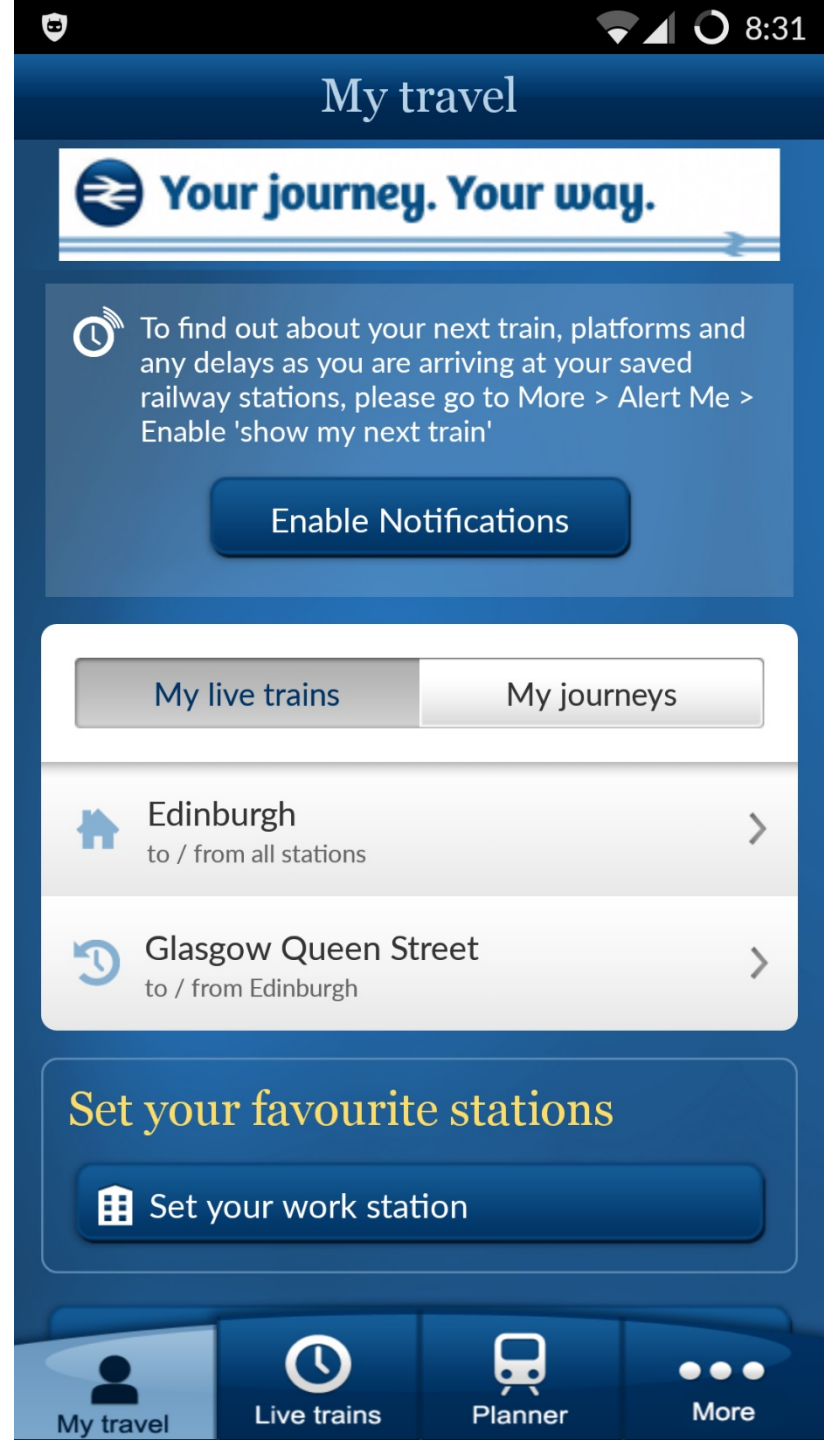 8:31
My travel
Your journey. Your way.
To find out about your next train, platforms and
any delays as you are arriving at your saved
railway stations, please go to More > Alert Me >
Enable 'show my next train'
Enable Notifications
My live trains
My journeys
Edinburgh
to / from all stations
Glasgow Queen Street
to / from Edinburgh
Set your favourite stations
Set your work station
My travel
Live trains
Planner
More